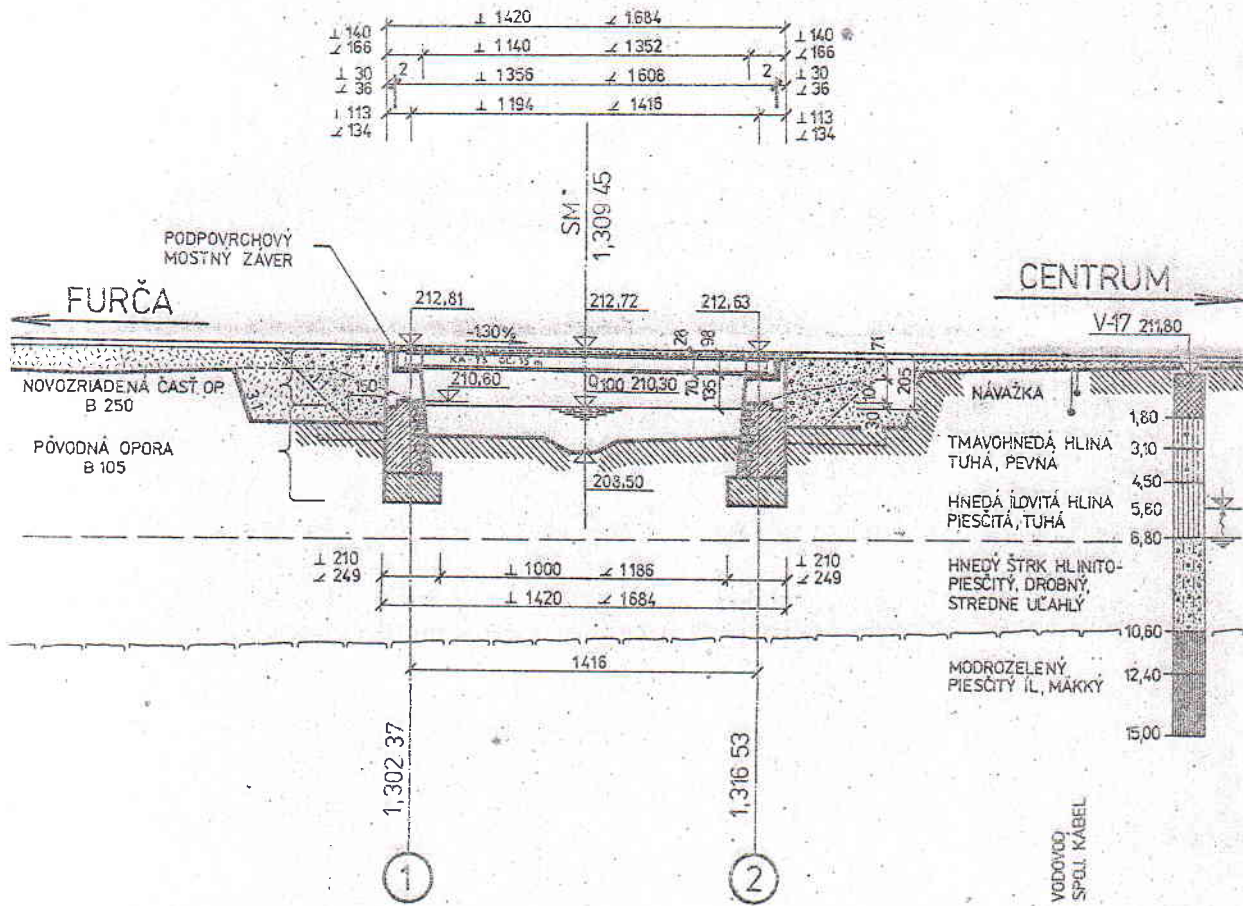 ⊥ 1420 ∠ 1684
⊥ 140
∠ 166
⊥ 1140 ∠ 1352
⊥ 140
∠ 166
⊥ 30
∠ 36
2
⊥ 1356 ∠ 1608
2
⊥ 30
∠ 36
⊥ 113
∠ 134
⊥ 1194 ∠ 1416
⊥ 113
∠ 134
SM
1,309 45
PODPOVRCHOVÝ
MOSTNÝ ZÁVER
FURČA
CENTRUM
212,81
212,72
212,63
V-17 211,80
1,30%
28
98
71
210,60
Q100 210,30
70
135
150
205
30
3:1
NOVOZRIADENÁ ČASŤ OP.
B 250
PÔVODNÁ OPORA
B 105
208,50
NÁVAŽKA
1,80
TMAVOHNEDÁ HLINA
TUHÁ, PEVNÁ
3,10
4,50
HNEDÁ ÍLOVITÁ HLINA
PIESČITÁ, TUHÁ
5,60
6,80
⊥ 210
∠ 249
⊥ 1000 ∠ 1186
⊥ 210
∠ 249
⊥ 1420 ∠ 1684
HNEDÝ ŠTRK HLINITO-
PIESČITÝ, DROBNÝ,
STREDNE UĽAHLÝ
10,60
1416
MODROZELENÝ
PIESČITÝ ÍL, MÄKKÝ
12,40
15,00
1,302 37
1,316 53
1
2
VODOVOD
SPOJ. KÁBEL